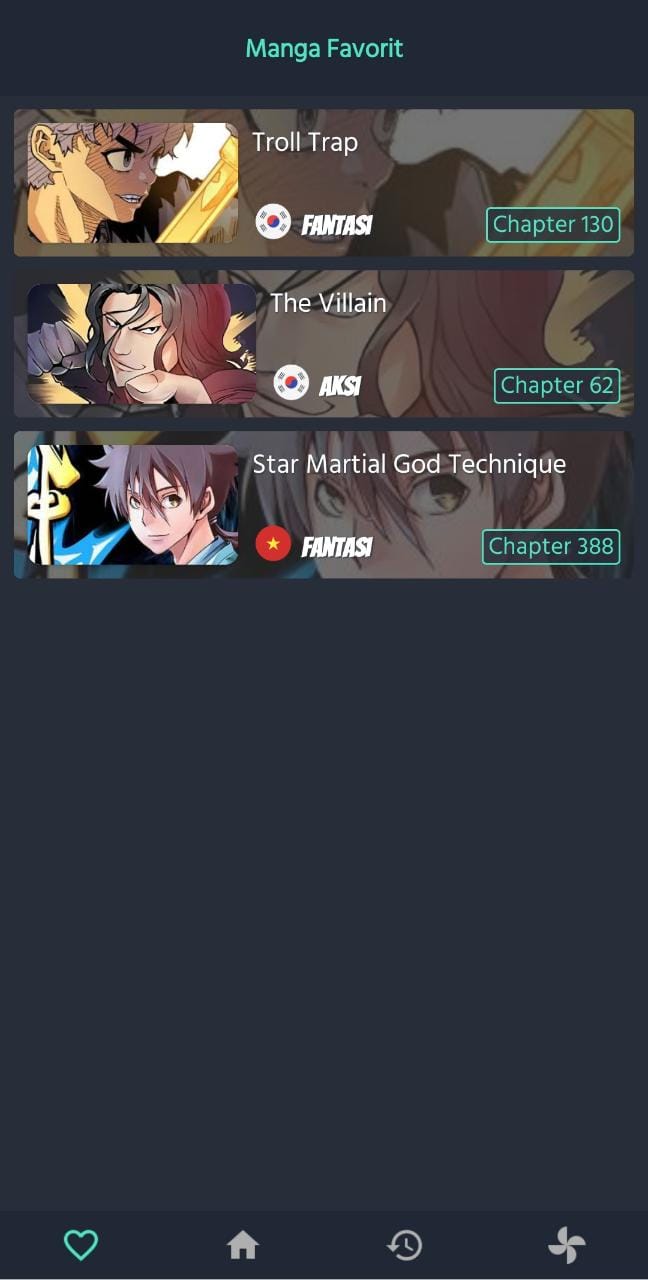 Manga Favorit
Troll Trap
FANTASI
Chapter 130
The Villain
AKSI
Chapter 62
Star Martial God Technique
FANTASI
Chapter 388